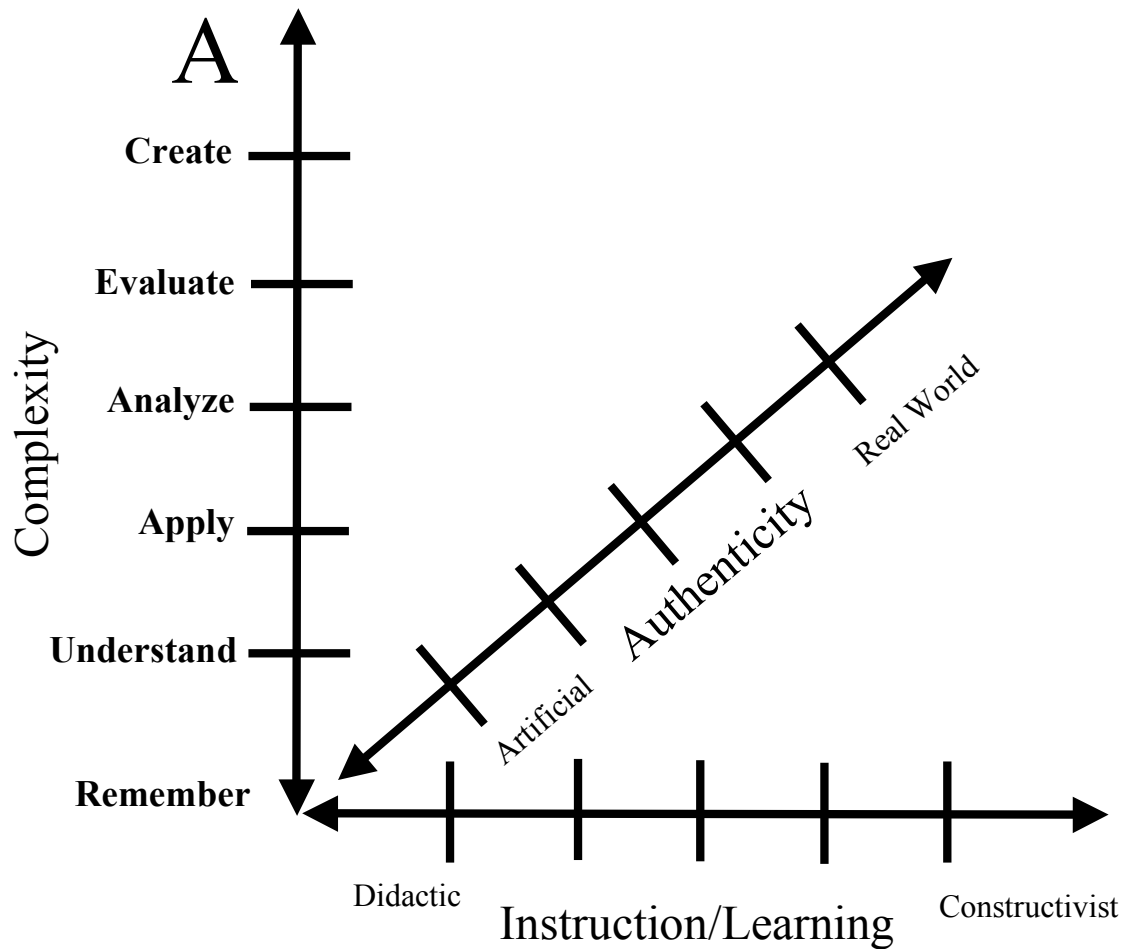 A
Create
Evaluate
Analyze
Apply
Understand
Remember
Complexity
Real World
Authenticity
Artificial
Didactic
Instruction/Learning
Constructivist